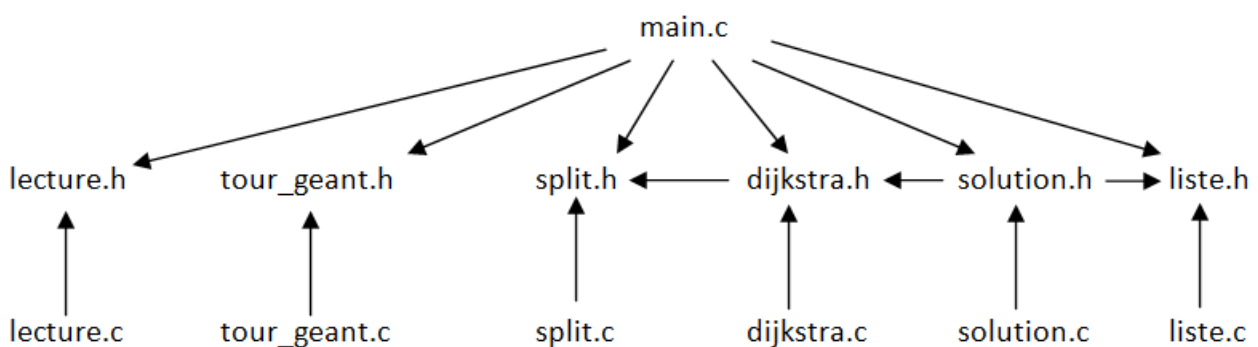 main.c
lecture.h tour_geant.h split.h dijkstra.h solution.h liste.h
lecture.c tour_geant.c split.c dijkstra.c solution.c liste.c